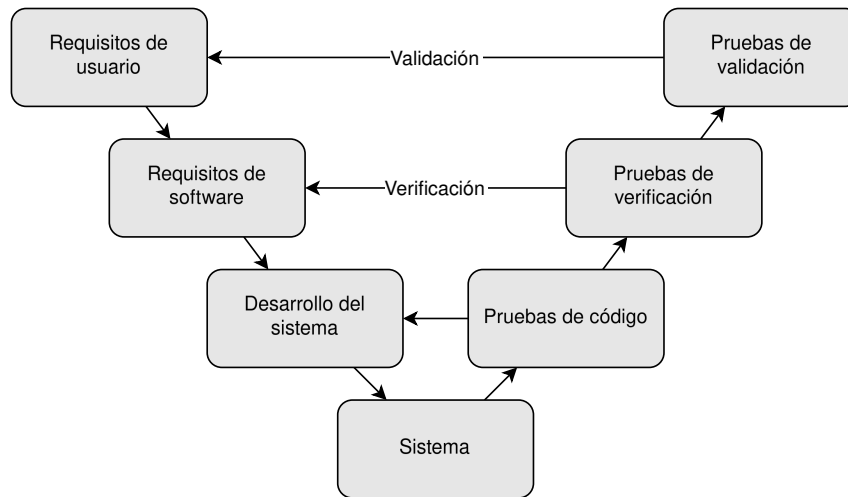 Requisitos de
usuario
Validación
Pruebas de
validación
Requisitos de
software
Verificación
Pruebas de
verificación
Desarrollo del
sistema
Pruebas de código
Sistema